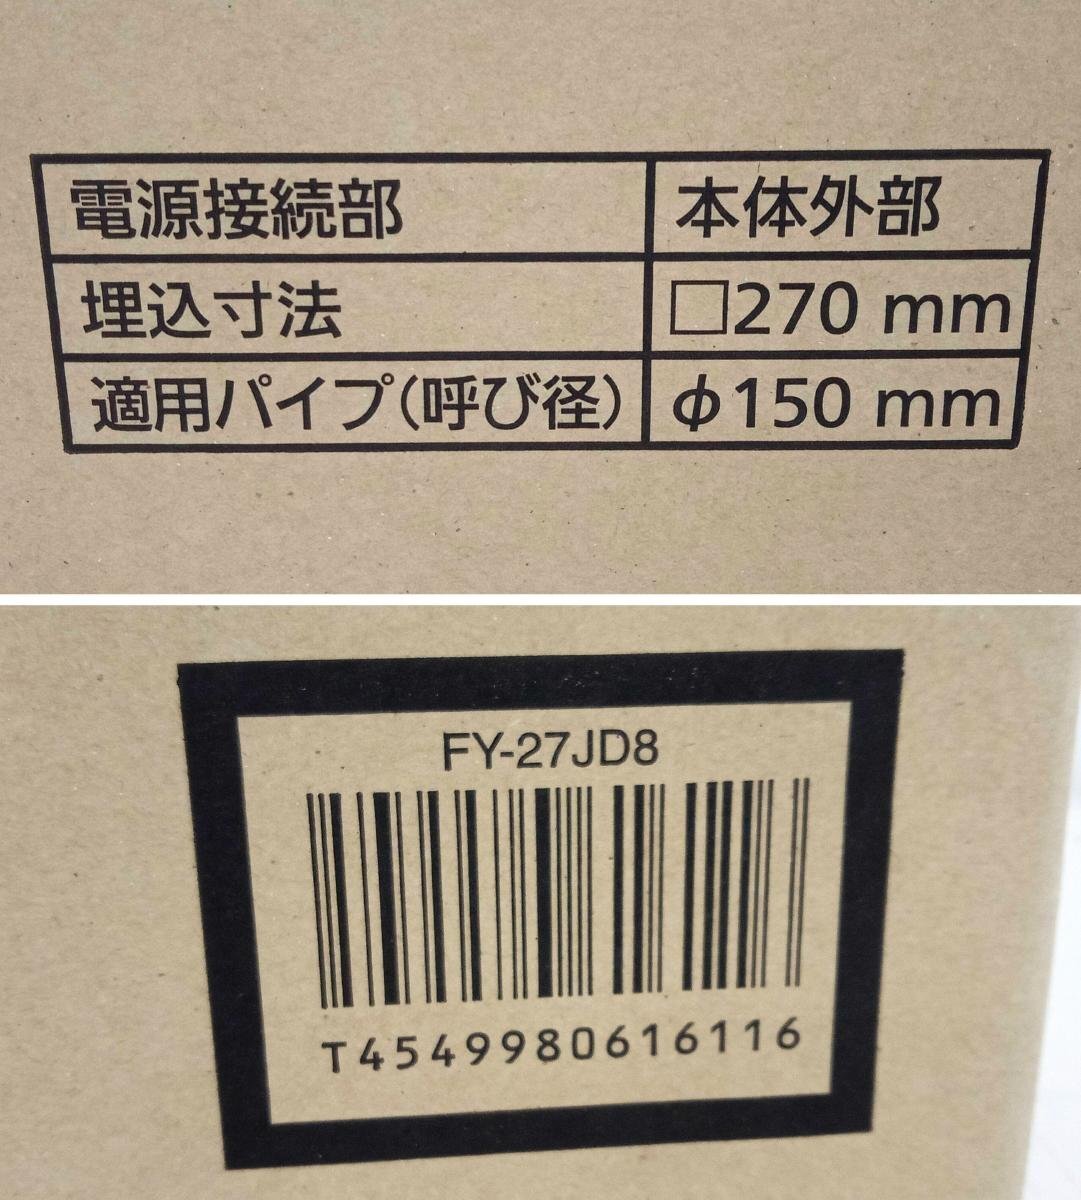 電源接続部 本体外部
埋込寸法 □270 mm
適用パイプ(呼び径) φ150 mm
FY-27JD8
T4549980616116